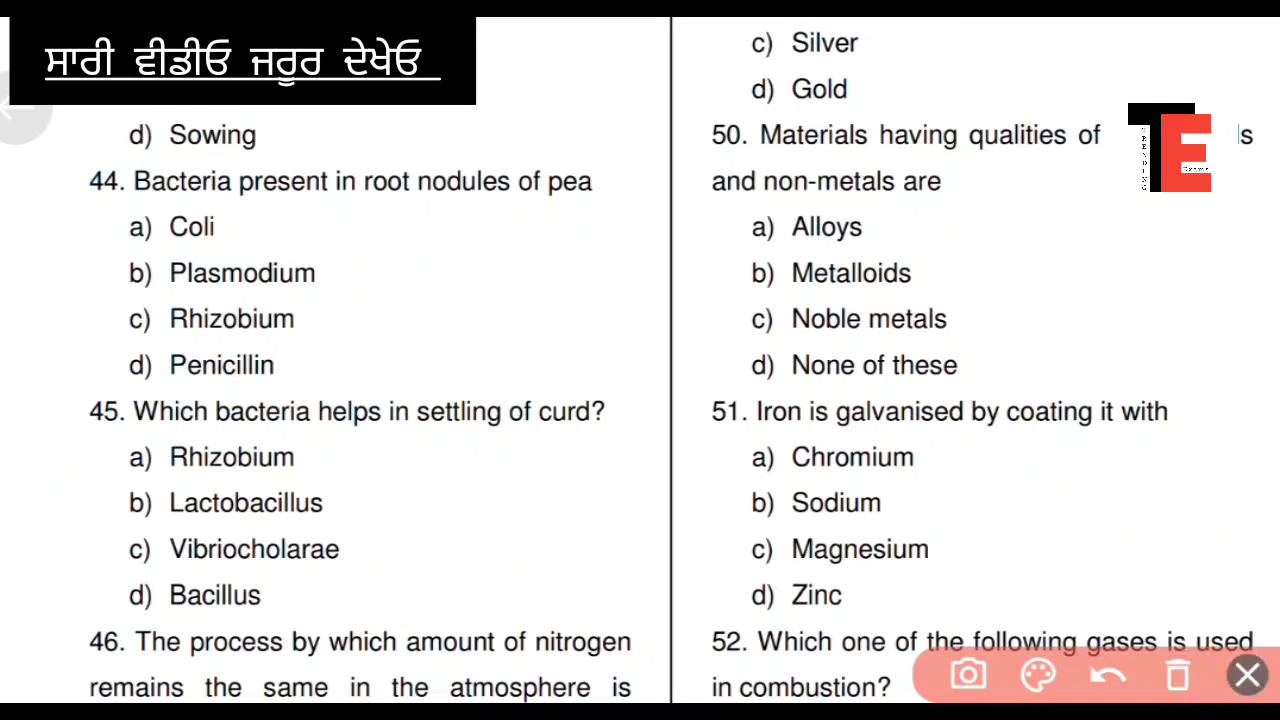 ਸਾਰੀ ਵੀਡੀਓ ਜਰੂਰ ਦੇਖੋਓ
d) Sowing
44. Bacteria present in root nodules of pea
a) Coli
b) Plasmodium
c) Rhizobium
d) Penicillin
45. Which bacteria helps in settling of curd?
a) Rhizobium
b) Lactobacillus
c) Vibriocholarae
d) Bacillus
46. The process by which amount of nitrogen
remains the same in the atmosphere is
c) Silver
d) Gold
50. Materials having qualities of
and non-metals are
a) Alloys
b) Metalloids
c) Noble metals
d) None of these
51. Iron is galvanised by coating it with
a) Chromium
b) Sodium
c) Magnesium
d) Zinc
52. Which one of the following gases is used
in combustion?
TE
TRENDING